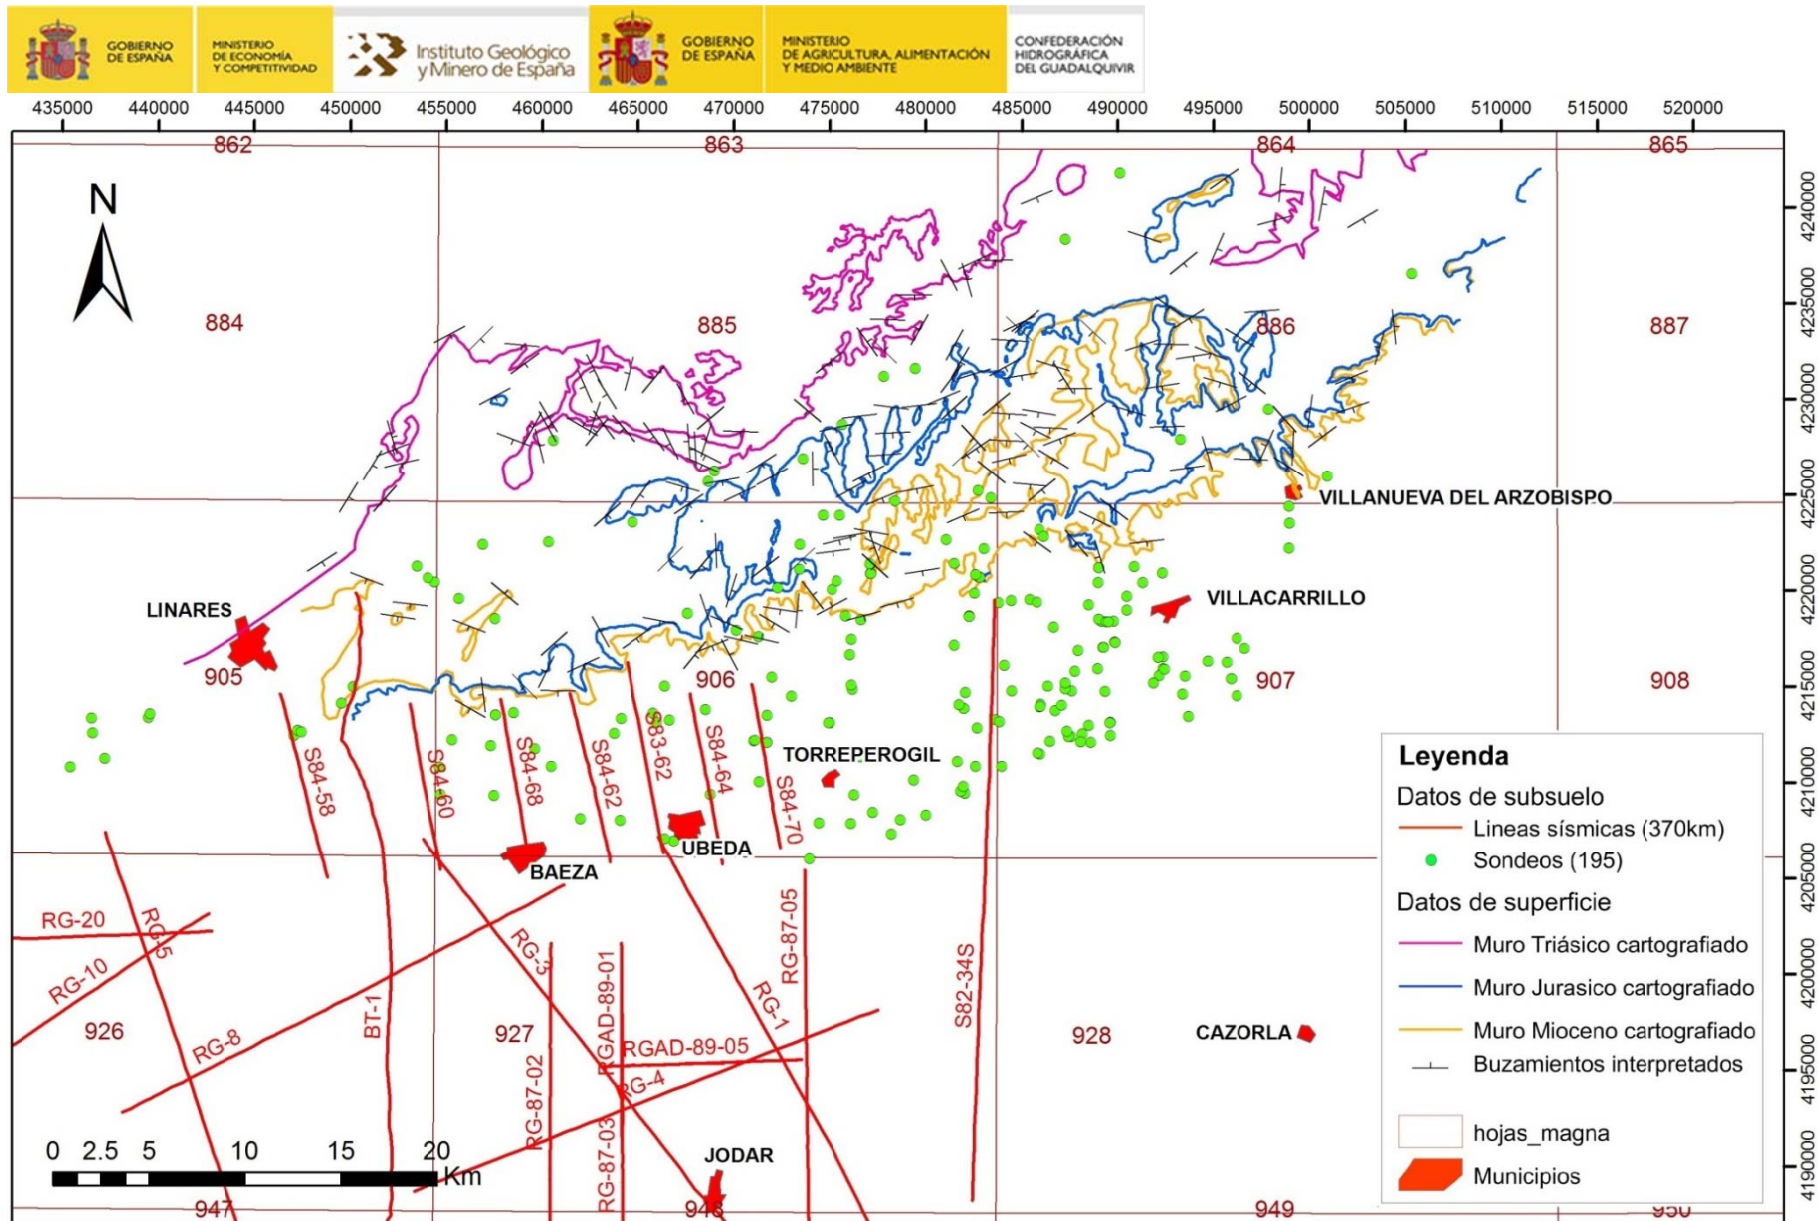 GOBIERNO
DE ESPAÑA
MINISTERIO
DE ECONOMÍA
Y COMPETITIVIDAD
Instituto Geológico
y Minero de España
GOBIERNO
DE ESPAÑA
MINISTERIO
DE AGRICULTURA, ALIMENTACIÓN
Y MEDIO AMBIENTE
CONFEDERACIÓN
HIDROGRÁFICA
DEL GUADALQUIVIR
435000 440000 445000 450000 455000 460000 465000 470000 475000 480000 485000 490000 495000 500000 505000 510000 515000 520000
862 863 864 865
N
4240000
4235000
884 885 886 887
4230000
4225000
VILLANUEVA DEL ARZOBISPO
4220000
LINARES
VILLACARRILLO
905 906 907 908
4215000
S84-58
S84-60
S84-68
S84-62
S83-62
S84-64
S84-70
TORREPEROGIL
4210000
UBEDA
BAEZA
4205000
RG-20
RG-5
RG-10
RG-8
BT-1
RG-3
RGAD-89-01
RG-87-05
RG-1
S82-34S
4200000
926 927 928
CAZORLA
RGAD-89-05
RG-4
RG-87-02
RG-87-03
4195000
JODAR
4190000
0 2.5 5 10 15 20
Km
947 948 949 950
Leyenda
Datos de subsuelo
Lineas sísmicas (370km)
Sondeos (195)
Datos de superficie
Muro Triásico cartografiado
Muro Jurasico cartografiado
Muro Mioceno cartografiado
Buzamientos interpretados
hojas_magna
Municipios